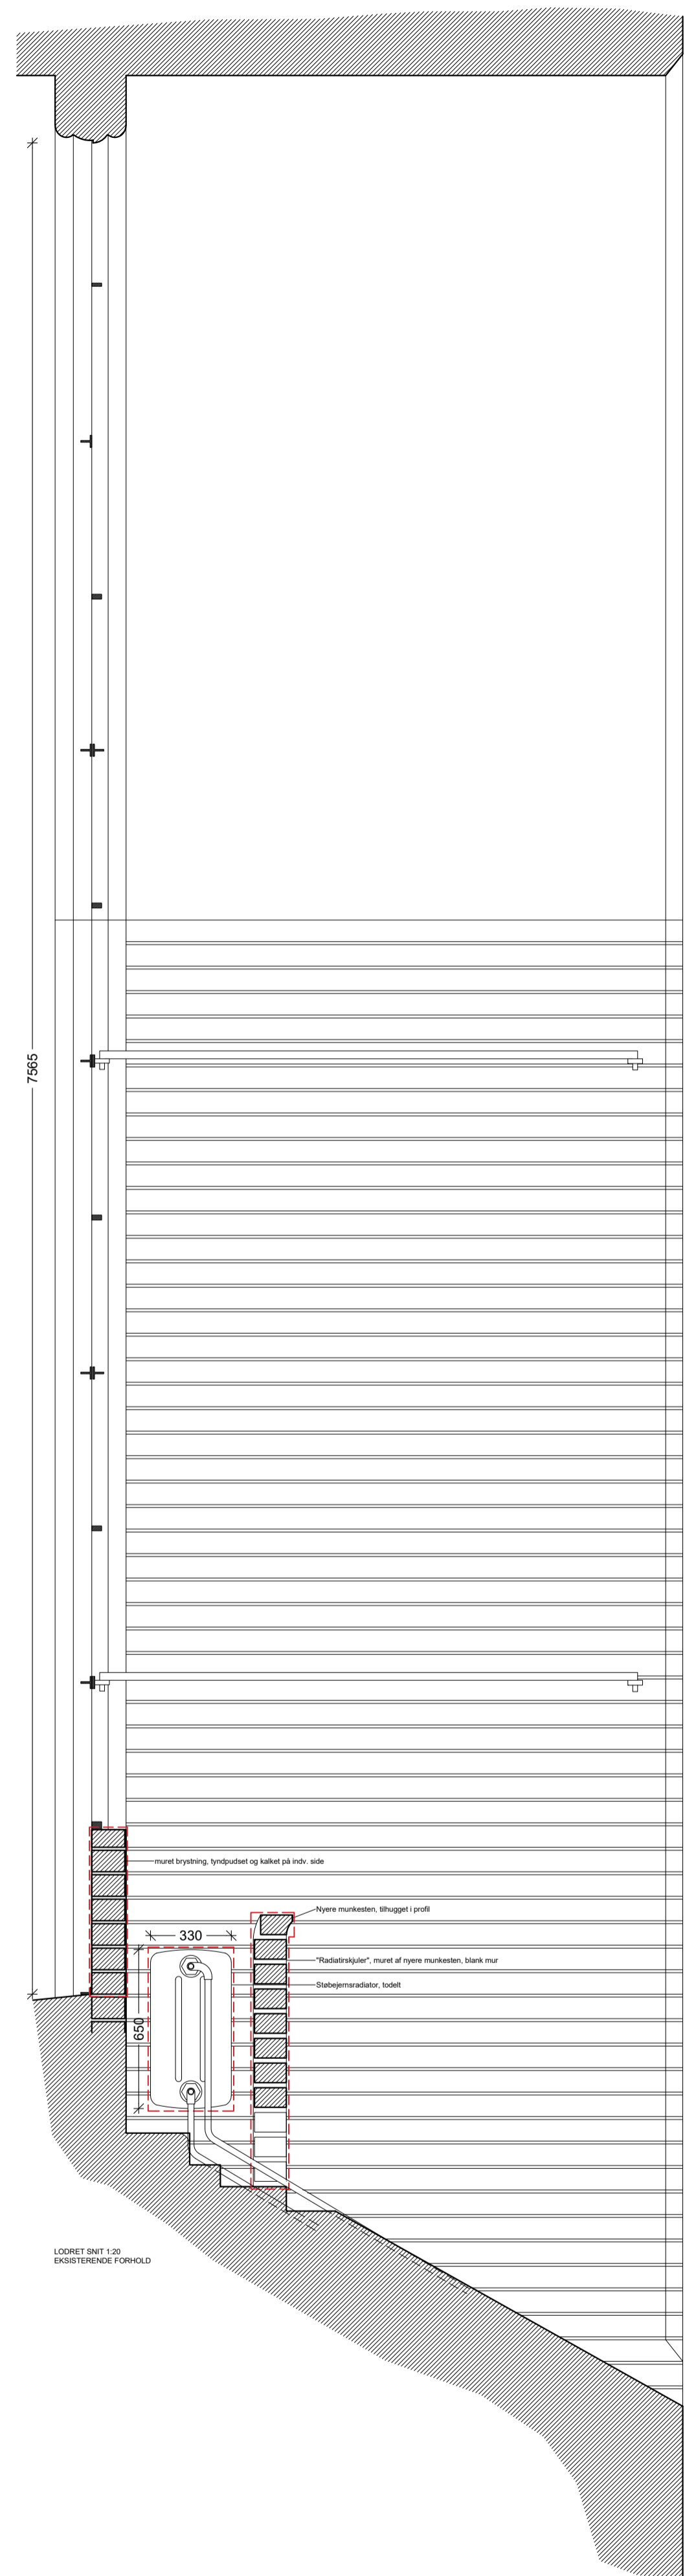 7565
muret brystning, tyndpudset og kalket på indv. side
Nyere munkesten, tilhugget i profil
330
"Radiatirskjuler", muret af nyere munkesten, blank mur
Støbejernsradiator, todelt
650
LODRET SNIT 1:20
EKSISTERENDE FORHOLD